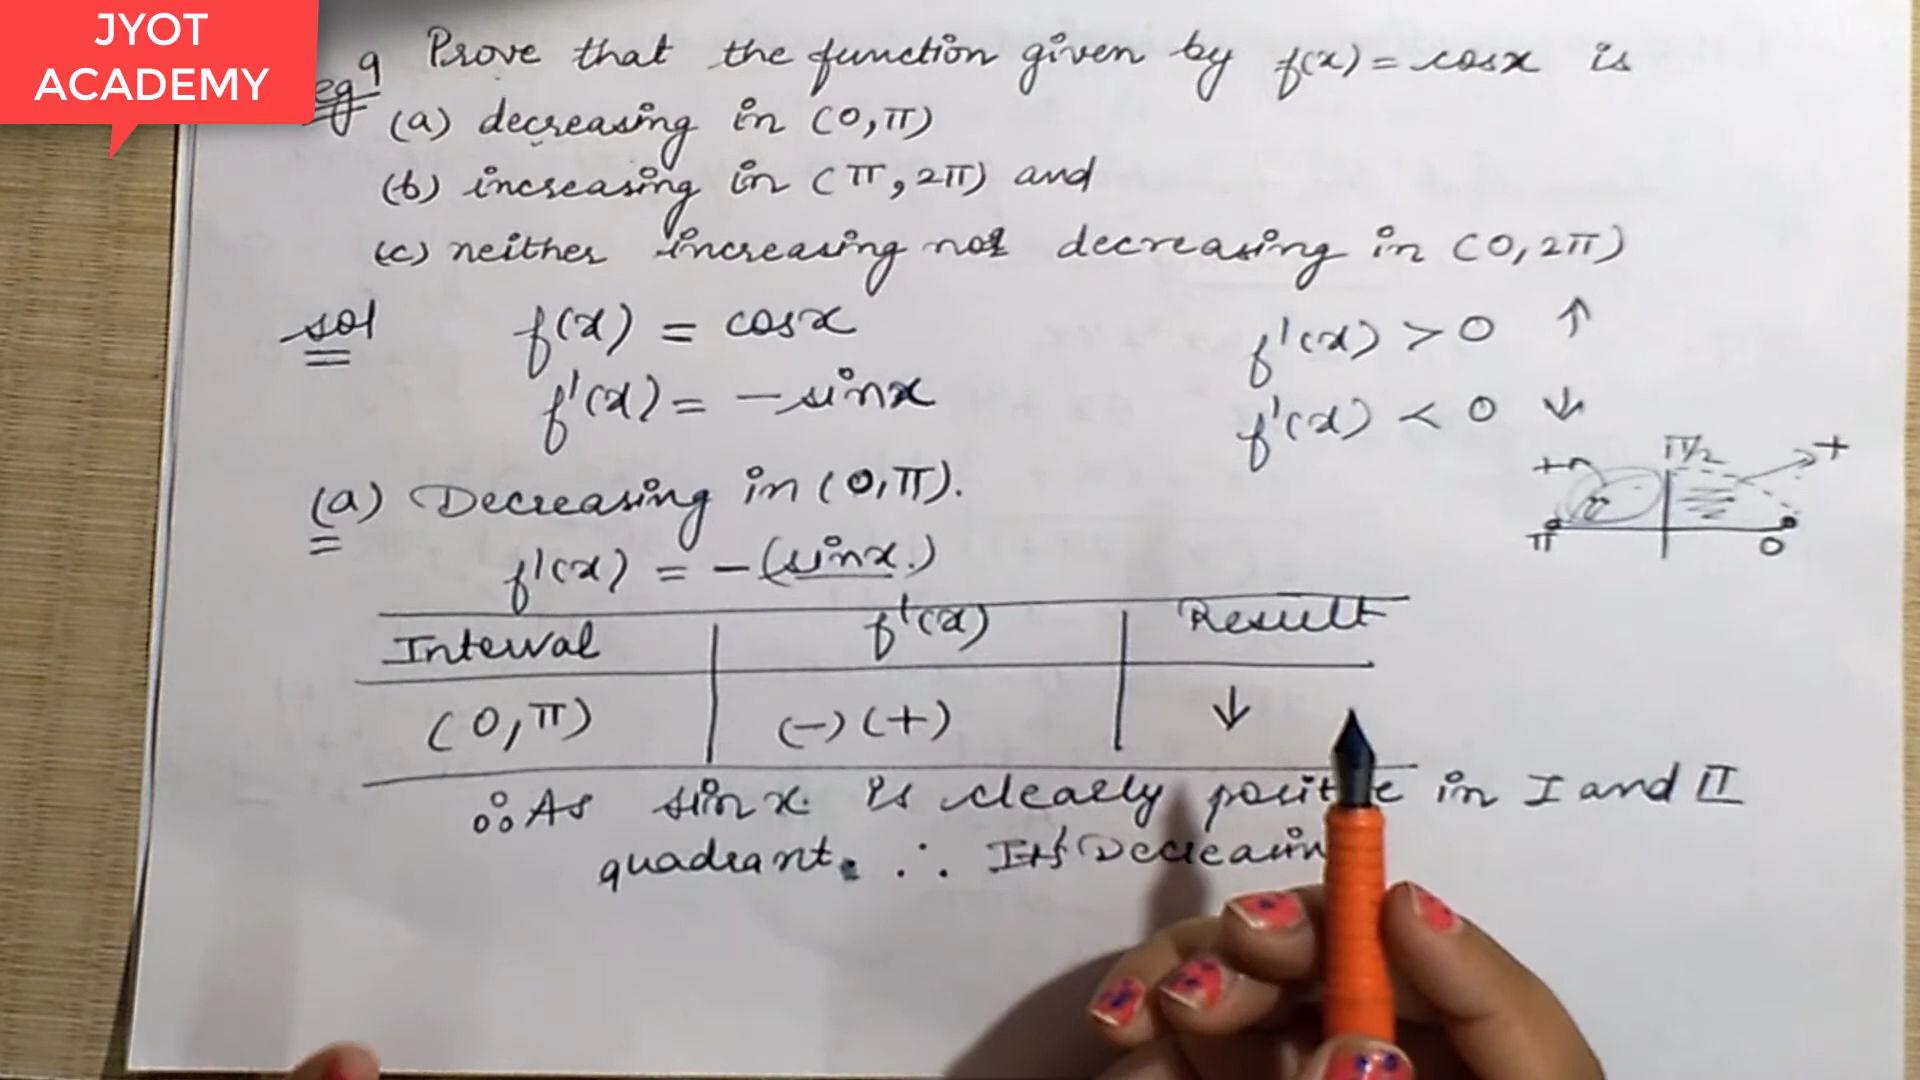 JYOT
ACADEMY
eg 9 Prove that the function given by f(x) = cosx is
(a) decreasing in (0,π)
(b) increasing in (π,2π) and
(c) neither increasing nor decreasing in (0,2π)
sol f(x) = cosx
f'(x) > 0 ↑
f'(x) = -sinx
f'(x) < 0 ↓
π/2 +
+
π 0
(a) Decreasing in (0,π).
f'(x) = -(sinx.)
Interval f'(x) Result
(0,π) (-)(+) ↓
As sinx is clearly positive in I and II
quadrant. ∴ It's Decreasin